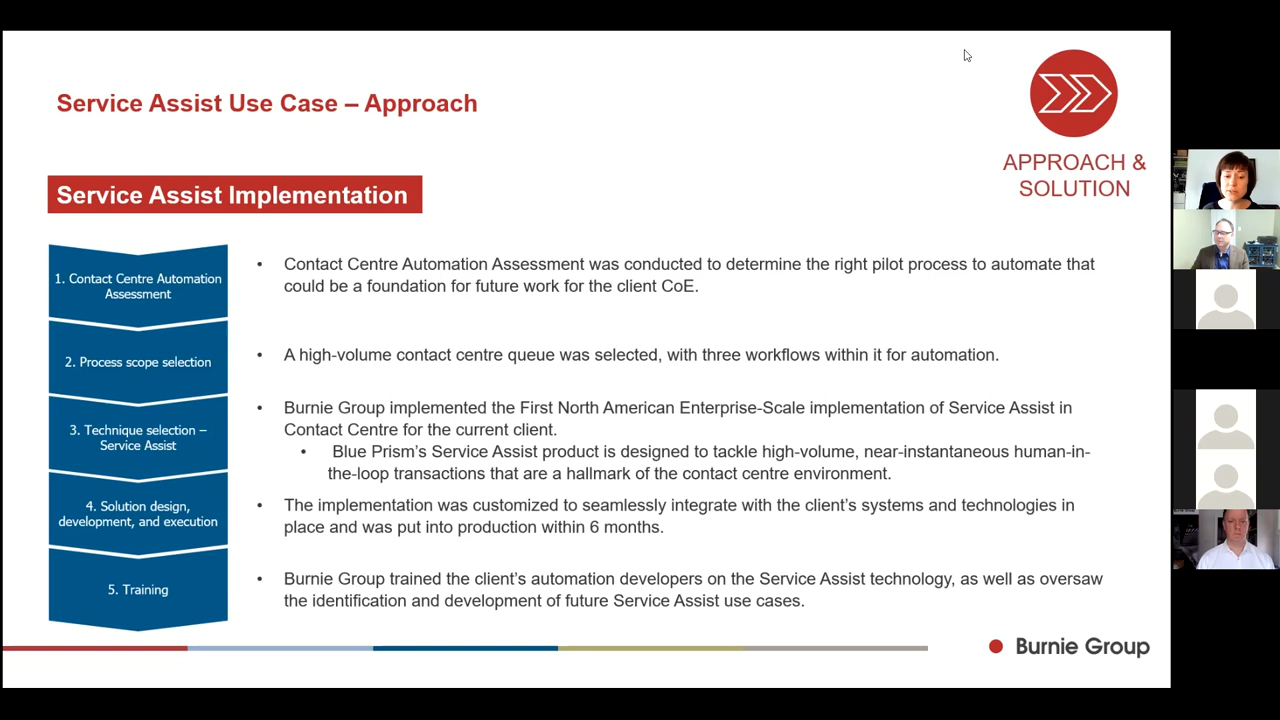 Service Assist Use Case – Approach
APPROACH &
SOLUTION
Service Assist Implementation
1. Contact Centre Automation
Assessment
• Contact Centre Automation Assessment was conducted to determine the right pilot process to automate that
could be a foundation for future work for the client CoE.
2. Process scope selection
• A high-volume contact centre queue was selected, with three workflows within it for automation.
3. Technique selection –
Service Assist
• Burnie Group implemented the First North American Enterprise-Scale implementation of Service Assist in
Contact Centre for the current client.
• Blue Prism’s Service Assist product is designed to tackle high-volume, near-instantaneous human-in-
the-loop transactions that are a hallmark of the contact centre environment.
4. Solution design,
development, and execution
• The implementation was customized to seamlessly integrate with the client’s systems and technologies in
place and was put into production within 6 months.
5. Training
• Burnie Group trained the client’s automation developers on the Service Assist technology, as well as oversaw
the identification and development of future Service Assist use cases.
Burnie Group